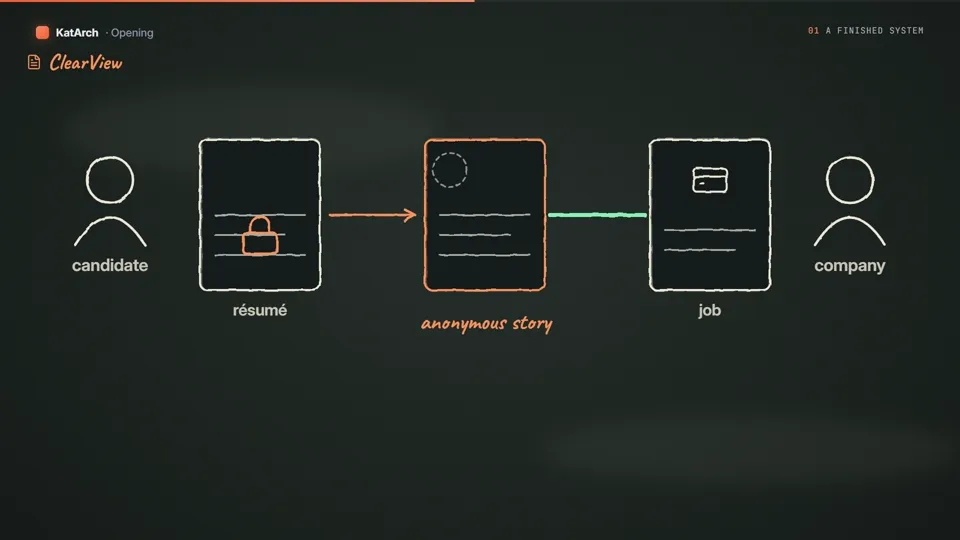 KatArch · Opening
01 A FINISHED SYSTEM
ClearView
candidate
résumé
anonymous story
job
company